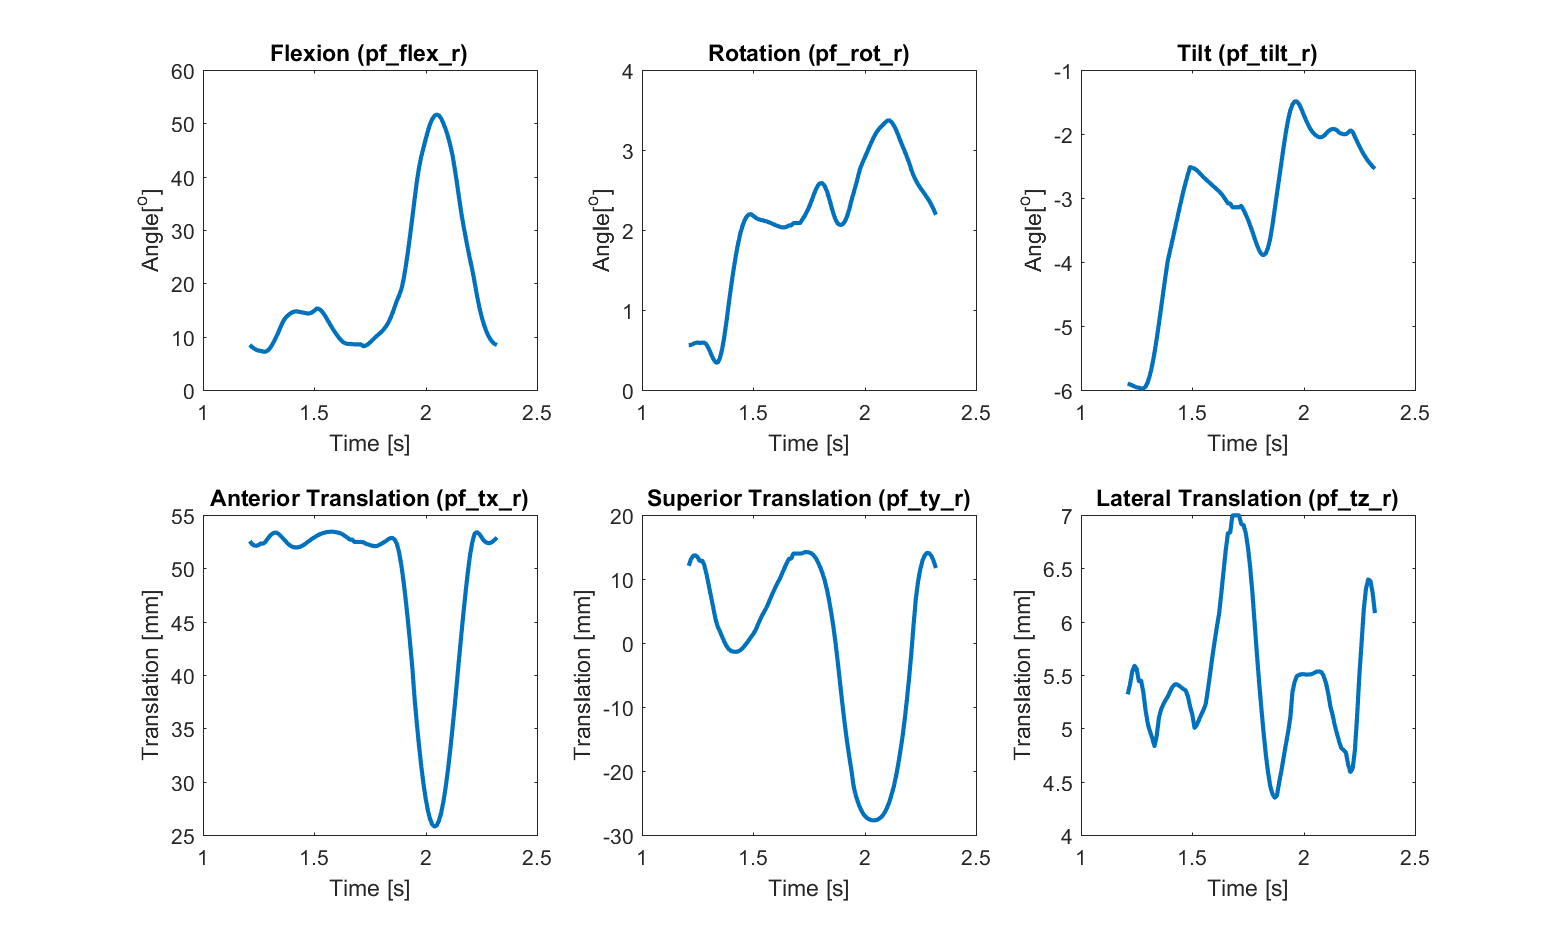 Flexion (pf_flex_r)
60
50
40
30
20
10
0
Angle[o]
1 1.5 2 2.5
Time [s]
Rotation (pf_rot_r)
4
3
2
1
0
Angle[o]
1 1.5 2 2.5
Time [s]
Tilt (pf_tilt_r)
-1
-2
-3
-4
-5
-6
Angle[o]
1 1.5 2 2.5
Time [s]
Anterior Translation (pf_tx_r)
55
50
45
40
35
30
25
Translation [mm]
1 1.5 2 2.5
Time [s]
Superior Translation (pf_ty_r)
20
10
0
-10
-20
-30
Translation [mm]
1 1.5 2 2.5
Time [s]
Lateral Translation (pf_tz_r)
7
6.5
6
5.5
5
4.5
4
Translation [mm]
1 1.5 2 2.5
Time [s]